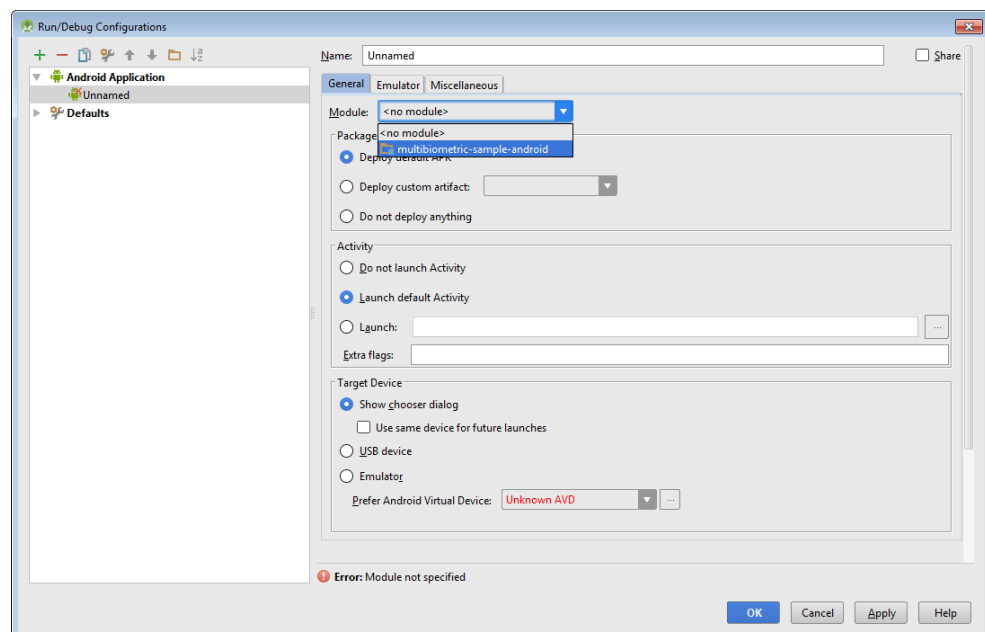 Run/Debug Configurations
Android Application
Unnamed
Defaults
Name: Unnamed
Share
General Emulator Miscellaneous
Module: <no module>
<no module>
multibiometric-sample-android
Package
Deploy default APK
Deploy custom artifact:
Do not deploy anything
Activity
Do not launch Activity
Launch default Activity
Launch:
...
Extra flags:
Target Device
Show chooser dialog
Use same device for future launches
USB device
Emulator
Prefer Android Virtual Device: Unknown AVD ...
Error: Module not specified
OK Cancel Apply Help